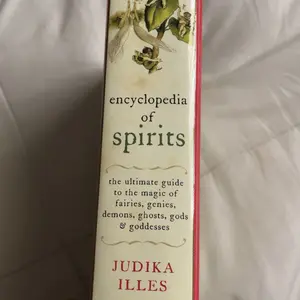 encyclopedia
of
spirits
the ultimate guide
to the magic of
fairies, genies,
demons, ghosts, gods
& goddesses
JUDIKA
ILLES